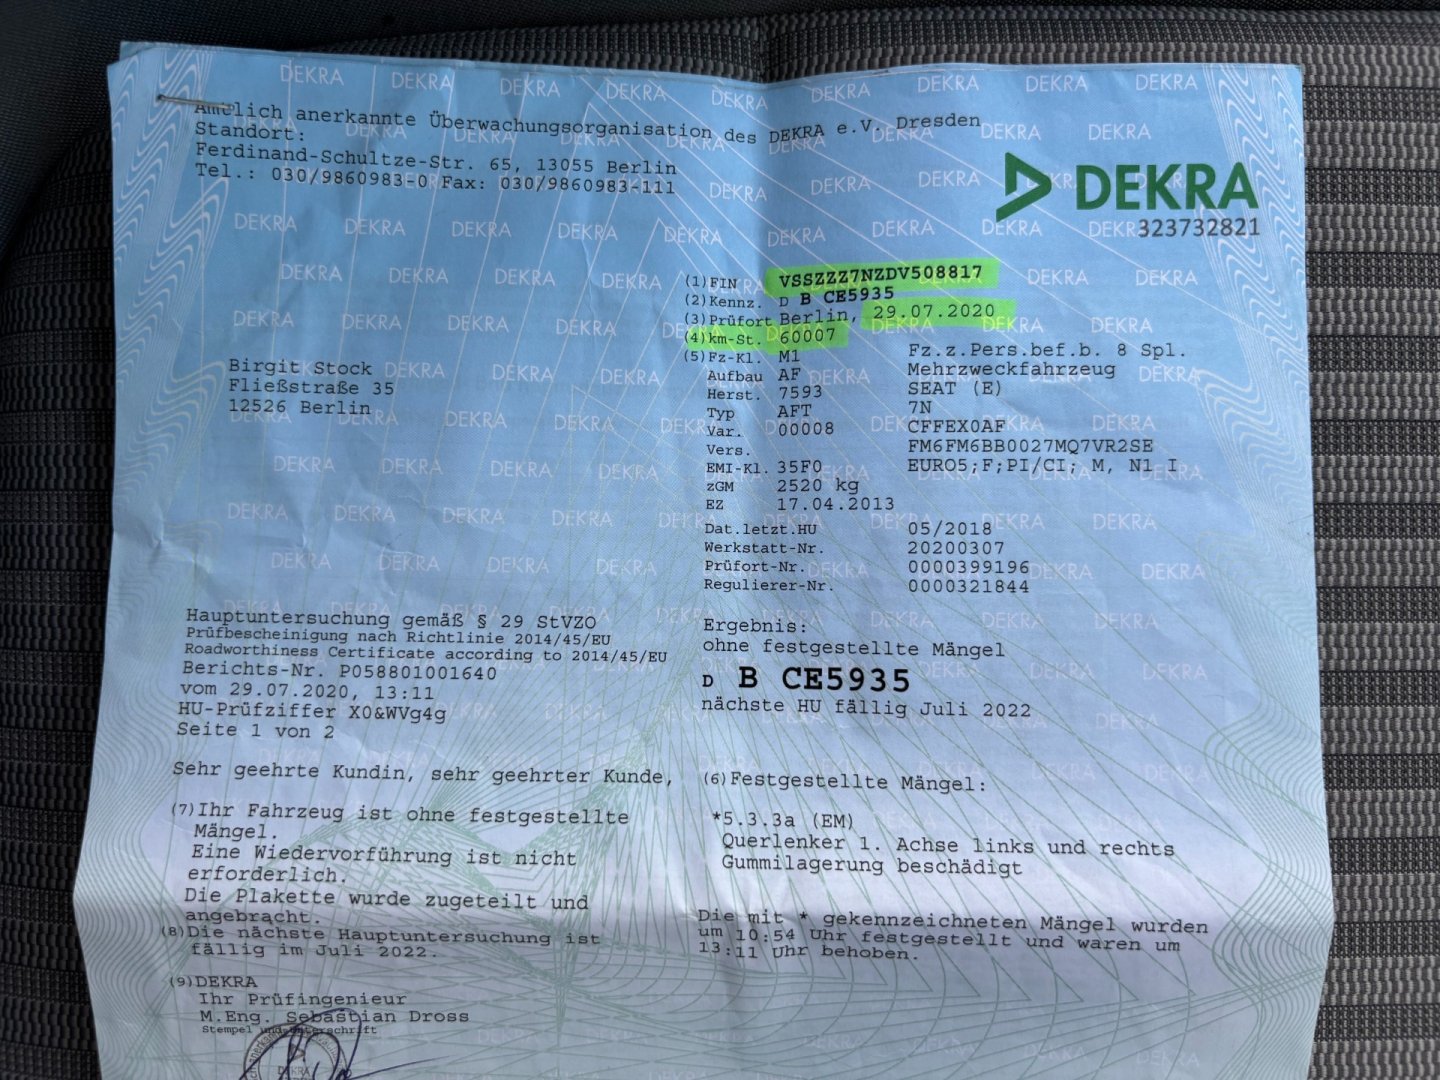 Amtlich anerkannte Überwachungsorganisation des DEKRA e.V. Dresden
Standort:
Ferdinand-Schultze-Str. 65, 13055 Berlin
Tel.: 030/9860983-0 Fax: 030/9860983-111
DEKRA
323732821
(1)FIN VSSZZZ7NZDV508817
(2)Kennz. D B CE5935
(3)Prüfort Berlin, 29.07.2020
(4)km-St. 60007
(5)Fz-Kl. M1 Fz.z.Pers.bef.b. 8 Spl.
Aufbau AF Mehrzweckfahrzeug
Herst. 7593 SEAT (E)
Typ AFT 7N
Var. 00008 CFFEX0AF
Vers. FM6FM6BB0027MQ7VR2SE
EMI-Kl. 35F0 EURO5;F;PI/CI; M, N1 I
zGM 2520 kg
EZ 17.04.2013
Dat.letzt.HU 05/2018
Werkstatt-Nr. 20200307
Prüfort-Nr. 0000399196
Regulierer-Nr. 0000321844
Birgit Stock
Fließstraße 35
12526 Berlin
Hauptuntersuchung gemäß § 29 StVZO
Prüfbescheinigung nach Richtlinie 2014/45/EU
Roadworthiness Certificate according to 2014/45/EU
Berichts-Nr. P058801001640
vom 29.07.2020, 13:11
HU-Prüfziffer X0&WVg4g
Seite 1 von 2
Ergebnis:
ohne festgestellte Mängel
D B CE5935
nächste HU fällig Juli 2022
Sehr geehrte Kundin, sehr geehrter Kunde,
(7)Ihr Fahrzeug ist ohne festgestellte
Mängel.
Eine Wiedervorführung ist nicht
erforderlich.
Die Plakette wurde zugeteilt und
angebracht.
(8)Die nächste Hauptuntersuchung ist
fällig im Juli 2022.
(9)DEKRA
Ihr Prüfingenieur
M.Eng. Sebastian Dross
Stempel und Unterschrift
DEKRA
(6)Festgestellte Mängel:
*5.3.3a (EM)
Querlenker 1. Achse links und rechts
Gummilagerung beschädigt
Die mit * gekennzeichneten Mängel wurden
um 10:54 Uhr festgestellt und waren um
13:11 Uhr behoben.